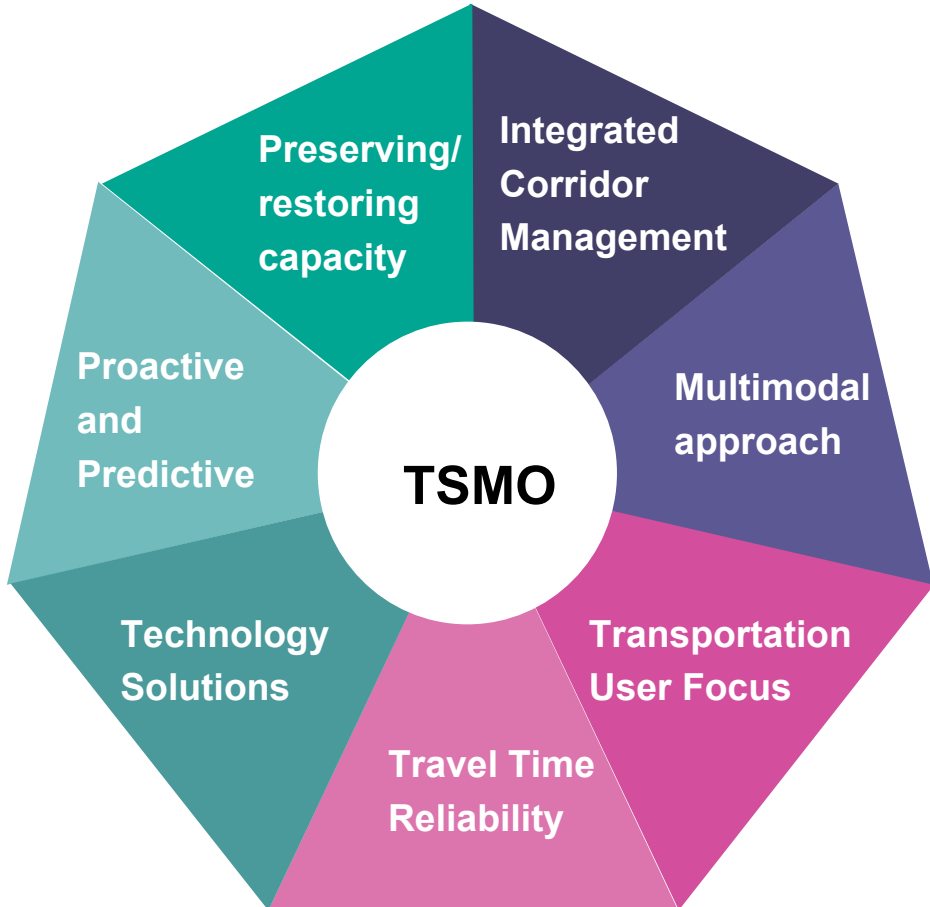 Preserving/
restoring
capacity
Integrated
Corridor
Management
Multimodal
approach
Transportation
User Focus
Travel Time
Reliability
Technology
Solutions
Proactive
and
Predictive
TSMO